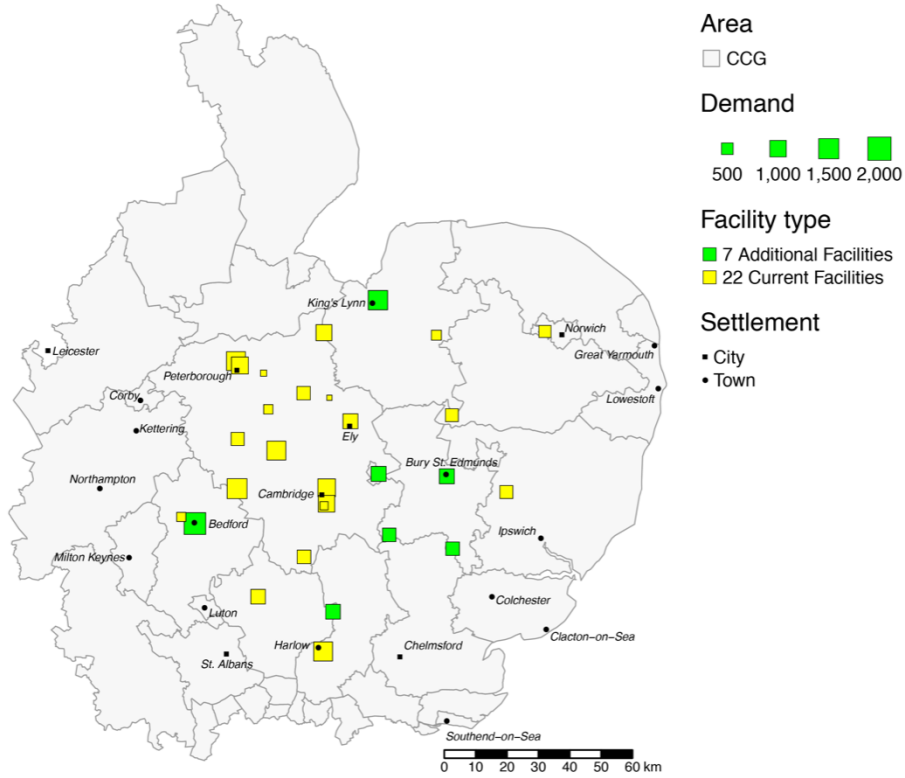 Area
CCG
Demand
500 1,000 1,500 2,000
Facility type
7 Additional Facilities
22 Current Facilities
Settlement
City
Town
King's Lynn
Norwich
Great Yarmouth
Leicester
Peterborough
Lowestoft
Corby
Kettering
Ely
Bury St. Edmunds
Northampton
Cambridge
Bedford
Ipswich
Milton Keynes
Colchester
Luton
Clacton-on-Sea
Harlow
Chelmsford
St. Albans
Southend-on-Sea
0 10 20 30 40 50 60 km